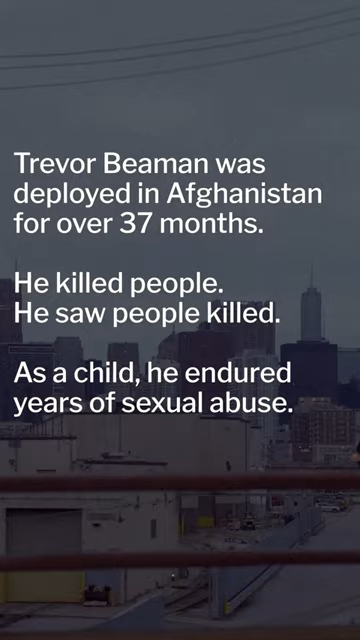 Trevor Beaman was
deployed in Afghanistan
for over 37 months.
He killed people.
He saw people killed.
As a child, he endured
years of sexual abuse.